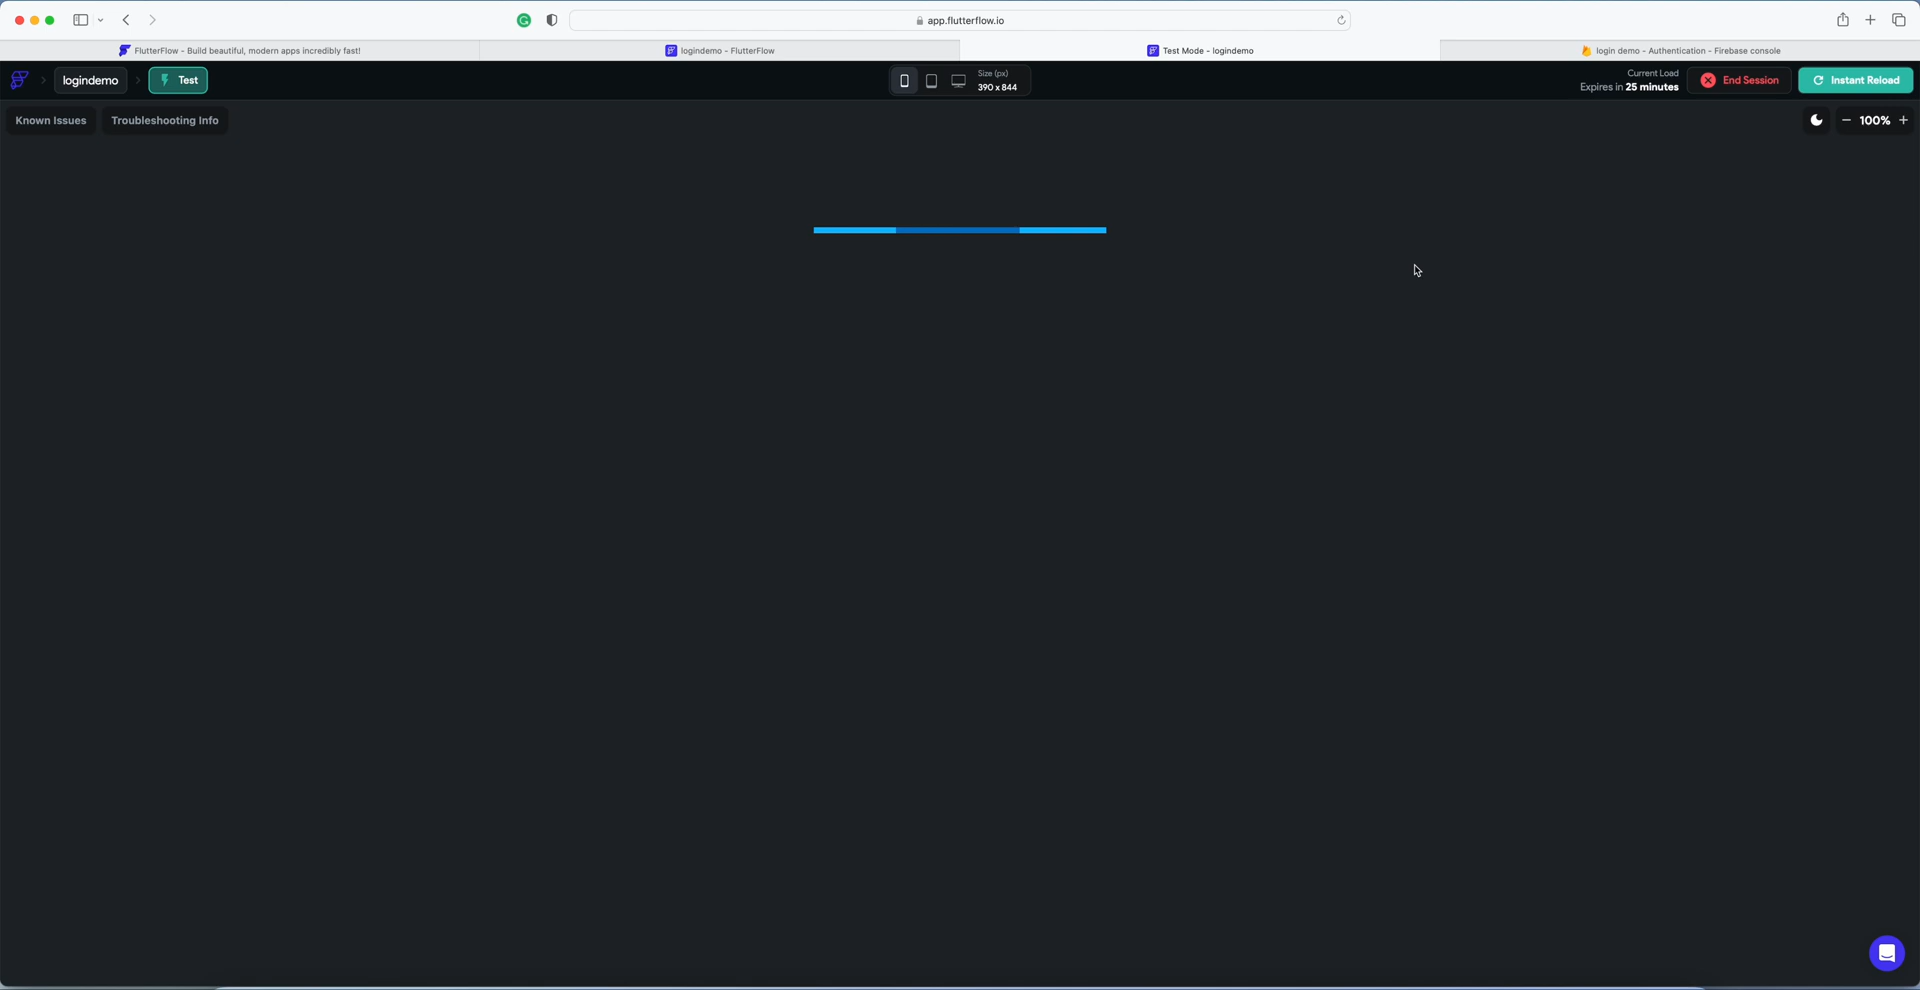 app.flutterflow.io
FlutterFlow - Build beautiful, modern apps incredibly fast!
logindemo - FlutterFlow
Test Mode - logindemo
login demo - Authentication - Firebase console
logindemo
Test
Size (px)
390 x 844
Current Load
Expires in 25 minutes
End Session
Instant Reload
Known Issues
Troubleshooting Info
100%